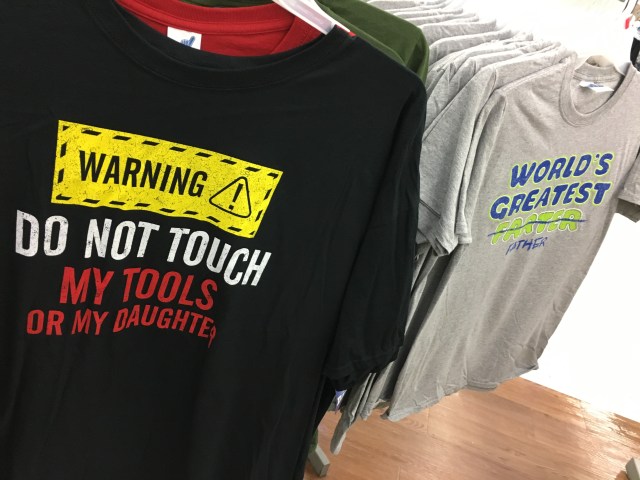 WARNING
DO NOT TOUCH
MY TOOLS
OR MY DAUGHTER
WORLD'S
GREATEST
FARTER
FATHER